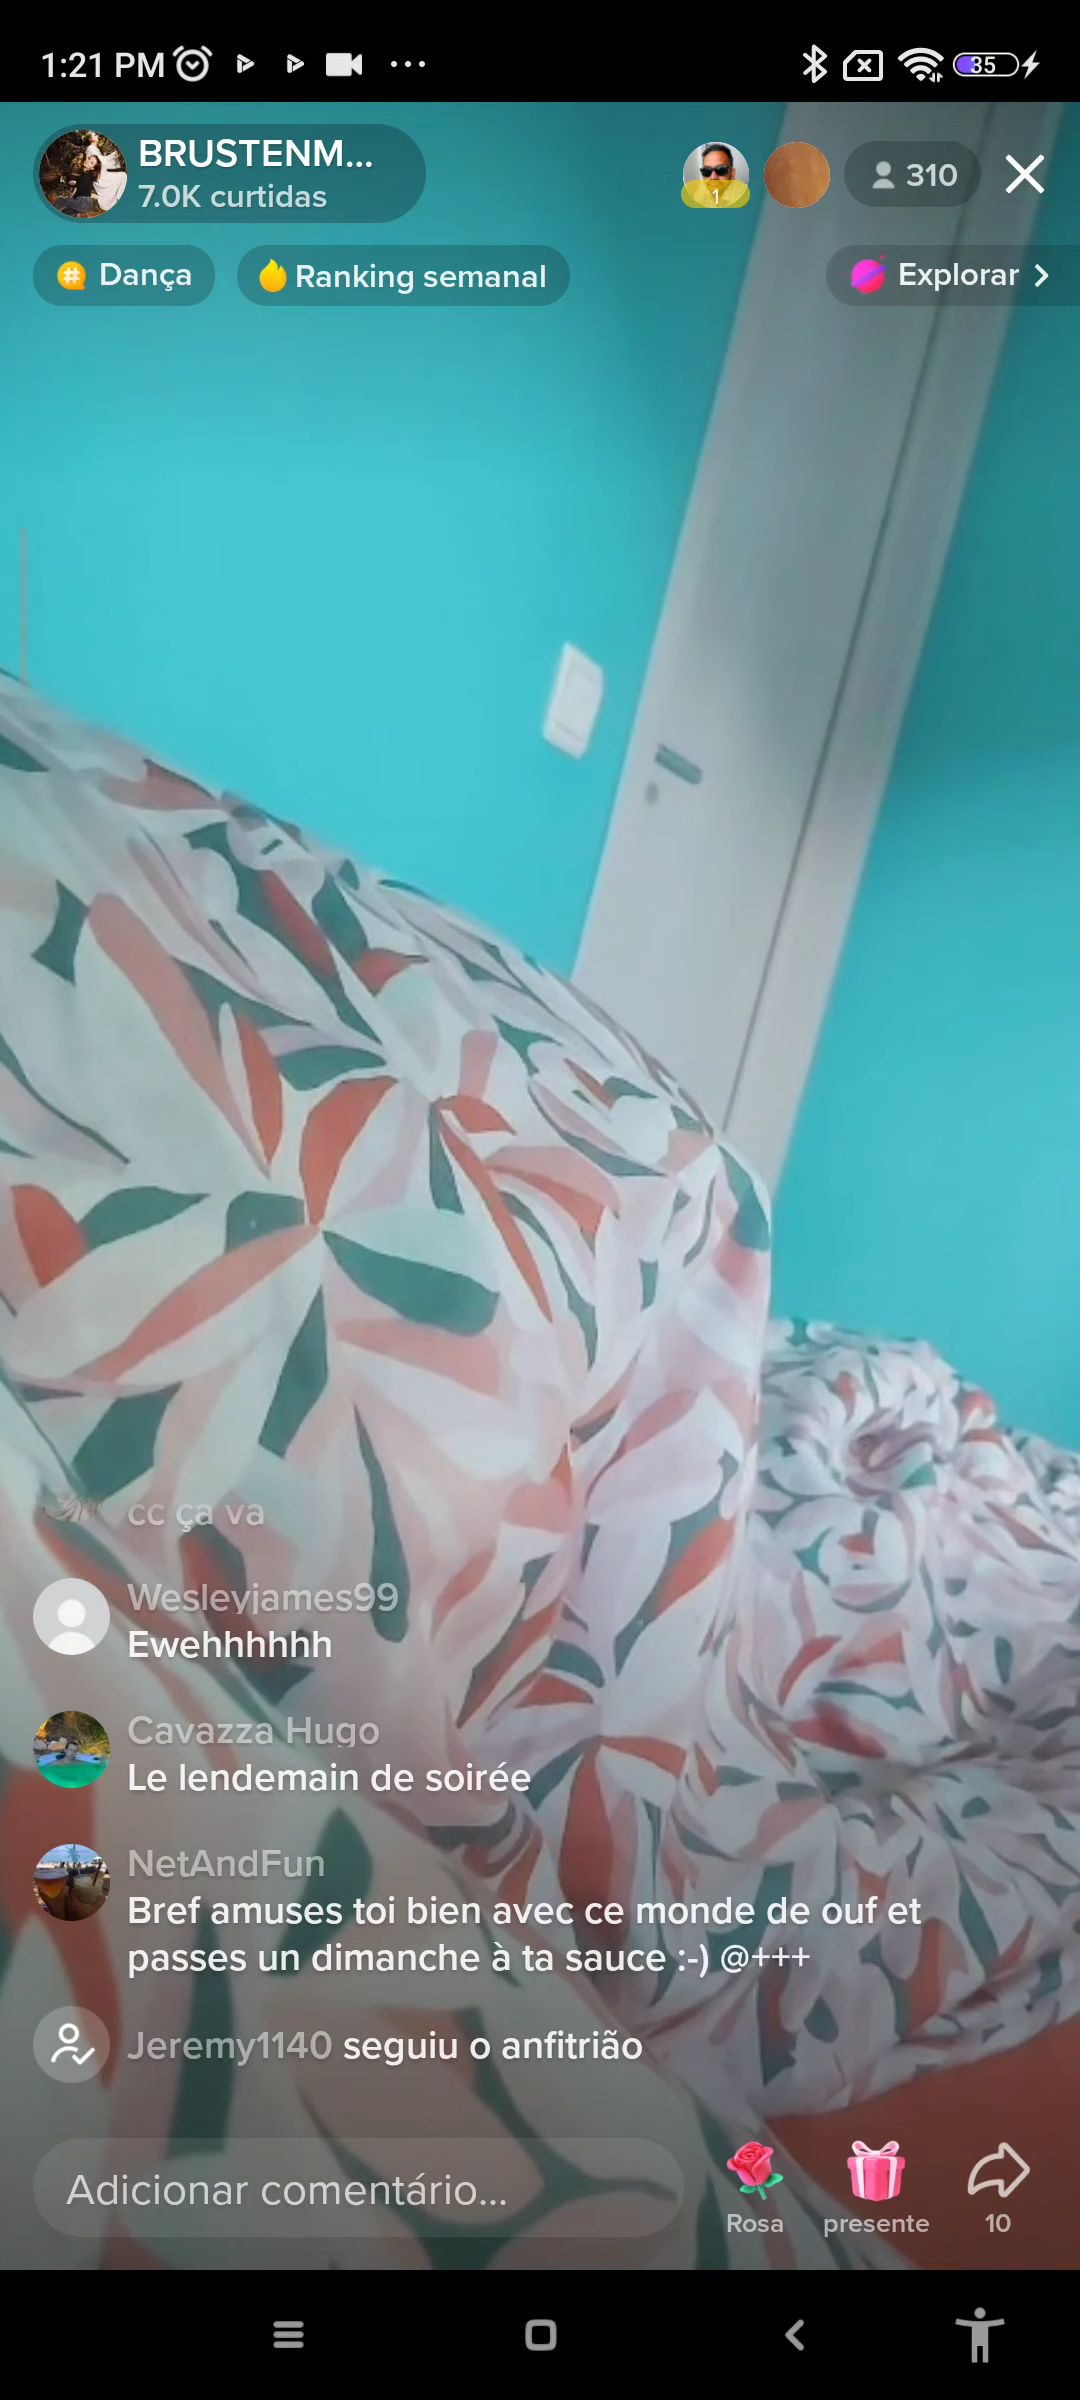 1:21 PM
35
BRUSTENM...
7.0K curtidas
1
310
Dança
Ranking semanal
Explorar
cc ça va
Wesleyjames99
Ewehhhhhh
Cavazza Hugo
Le lendemain de soirée
NetAndFun
Bref amuses toi bien avec ce monde de ouf et
passes un dimanche à ta sauce :-) @+++
Jeremy1140 seguiu o anfitrião
Adicionar comentário...
Rosa
presente
10